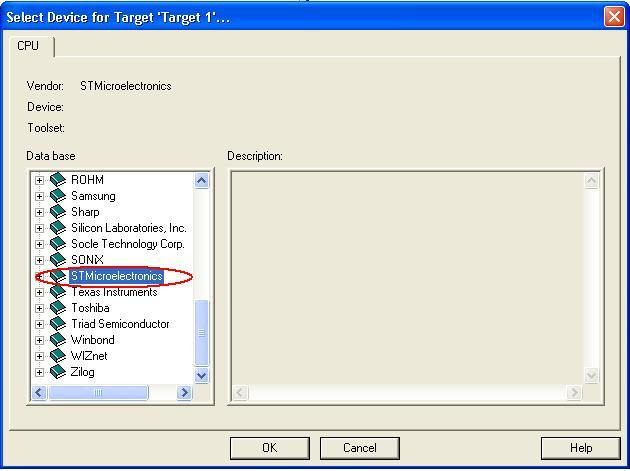 Select Device for Target 'Target 1'...
CPU
Vendor: STMicroelectronics
Device:
Toolset:
Data base
Description:
ROHM
Samsung
Sharp
Silicon Laboratories, Inc.
Socle Technology Corp.
SONiX
STMicroelectronics
Texas Instruments
Toshiba
Triad Semiconductor
Winbond
WIZnet
Zilog
OK
Cancel
Help